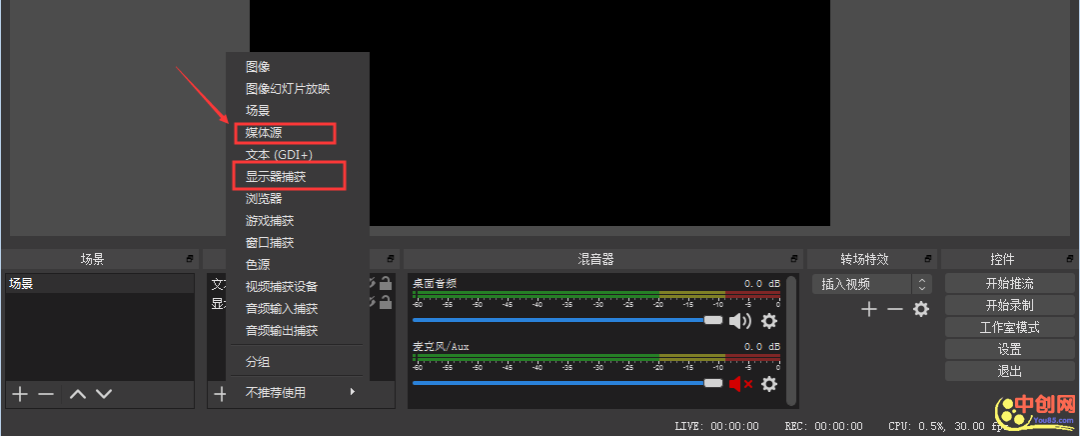 图像
图像幻灯片放映
场景
媒体源
文本 (GDI+)
显示器捕获
浏览器
游戏捕获
窗口捕获
色源
视频捕获设备
音频输入捕获
音频输出捕获
分组
不推荐使用
场景
场景
混音器
桌面音频
0.0 dB
-60 -55 -50 -45 -40 -35 -30 -25 -20 -15 -10 -5 0
麦克风/Aux
0.0 dB
-60 -55 -50 -45 -40 -35 -30 -25 -20 -15 -10 -5 0
转场特效
插入视频
控件
开始推流
开始录制
工作室模式
设置
退出
LIVE: 00:00:00
REC: 00:00:00
CPU: 0.5%, 30.00
中创网
You83.com